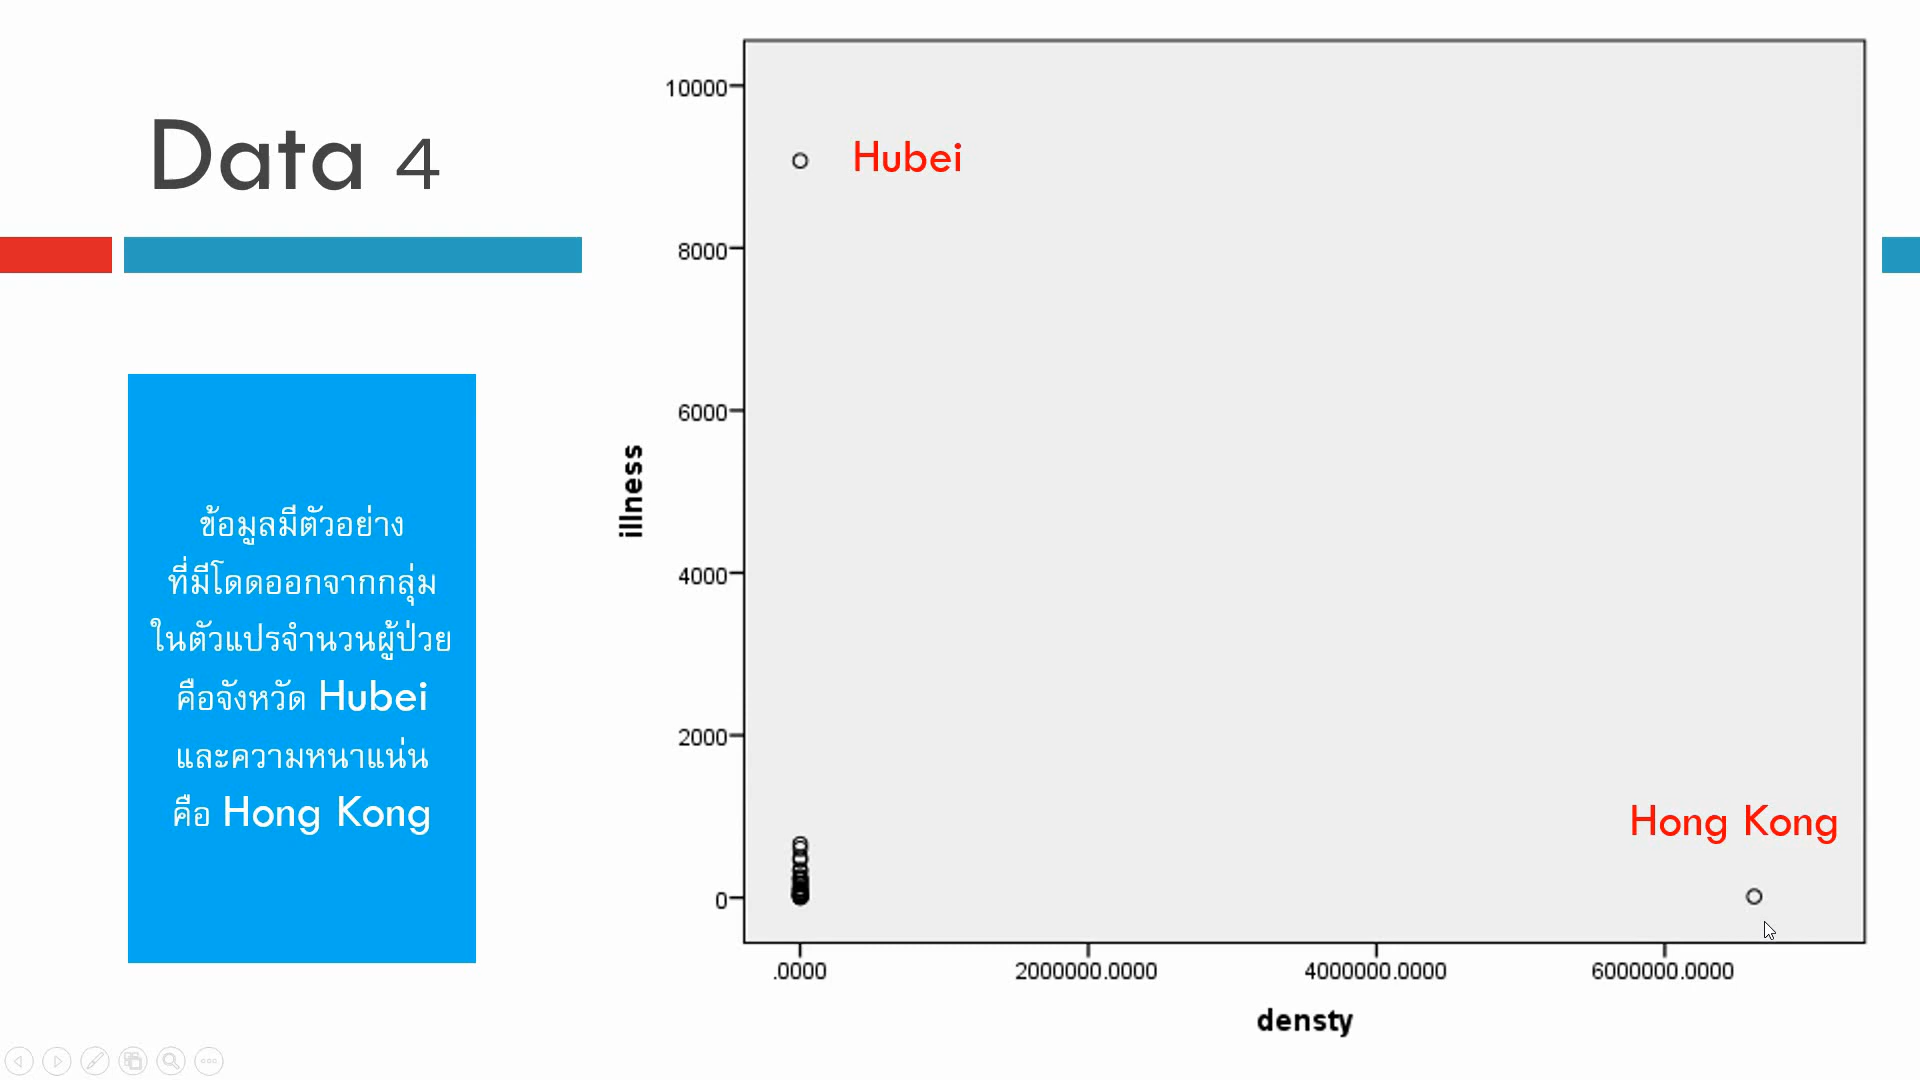 Data 4
ข้อมูลมีตัวอย่าง
ที่มีโดดออกจากกลุ่ม
ในตัวแปรจำนวนผู้ป่วย
คือจังหวัด Hubei
และความหนาแน่น
คือ Hong Kong
illness
10000
8000
6000
4000
2000
0
Hubei
Hong Kong
.0000
2000000.0000
4000000.0000
6000000.0000
densty